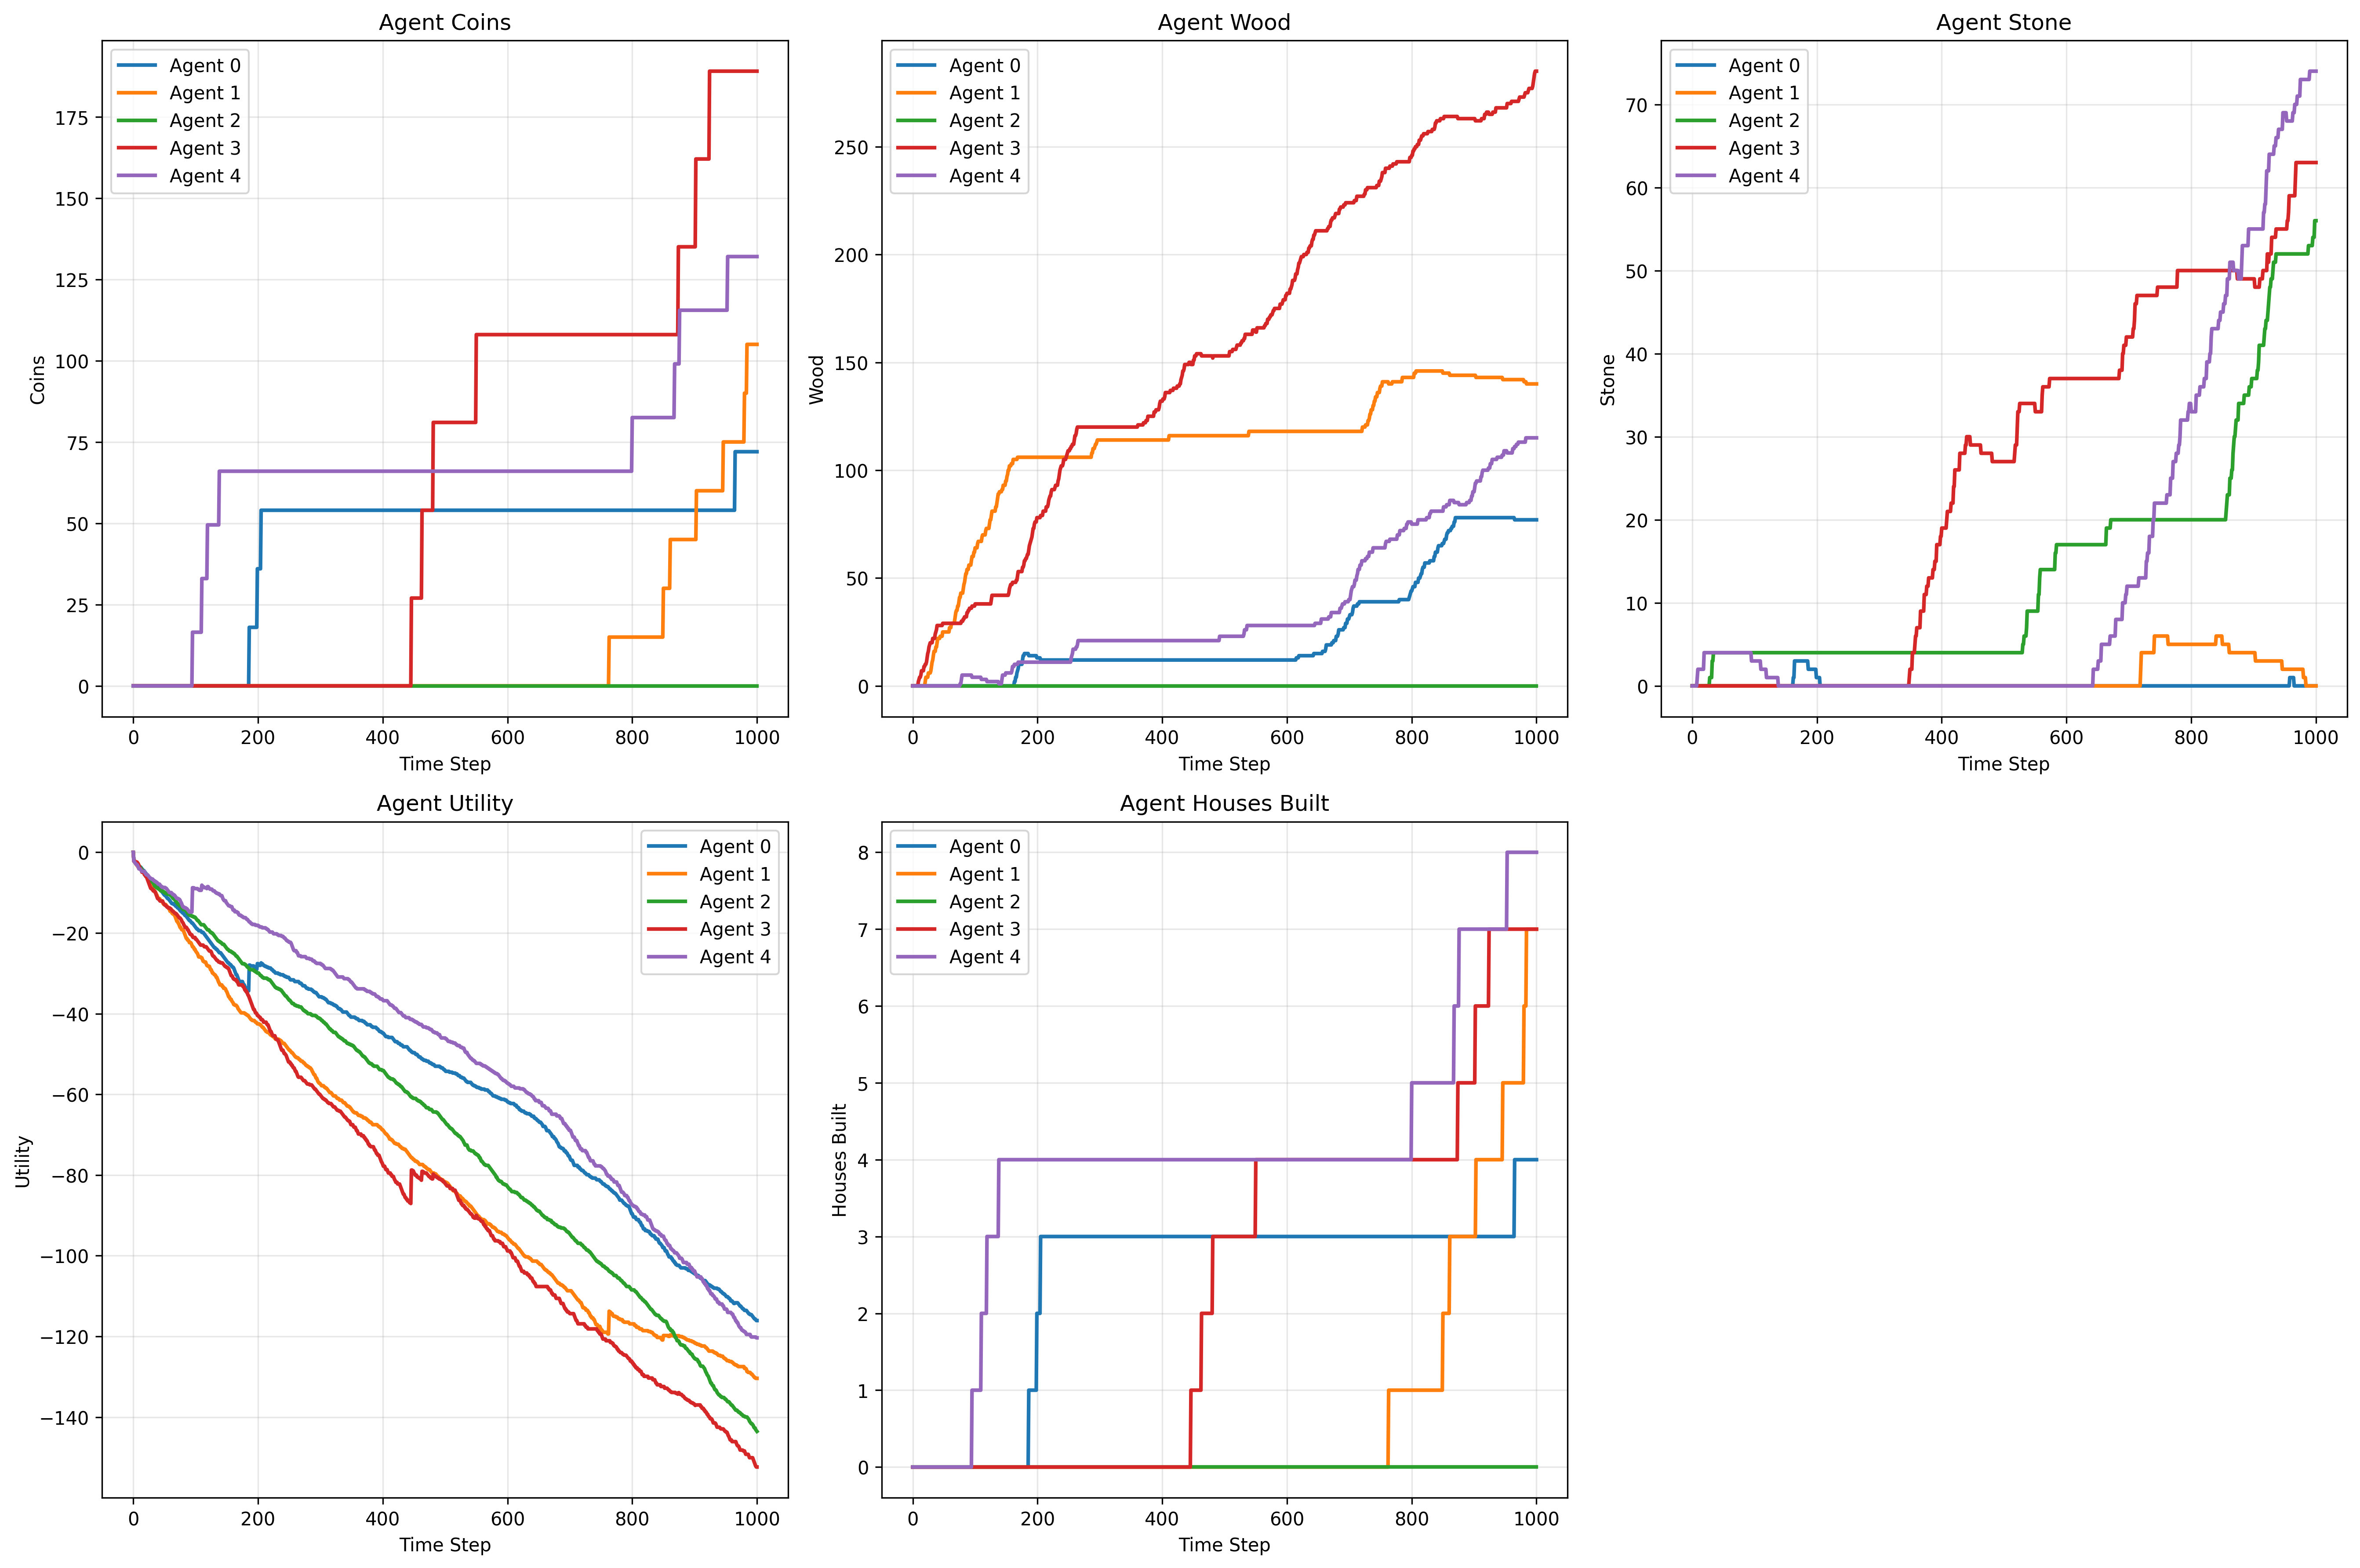 Agent Coins
Agent 0
Agent 1
Agent 2
Agent 3
Agent 4
175
150
125
100
75
50
25
0
Coins
0 200 400 600 800 1000
Time Step
Agent Wood
Agent 0
Agent 1
Agent 2
Agent 3
Agent 4
250
200
150
100
50
0
Wood
0 200 400 600 800 1000
Time Step
Agent Stone
Agent 0
Agent 1
Agent 2
Agent 3
Agent 4
70
60
50
40
30
20
10
0
Stone
0 200 400 600 800 1000
Time Step
Agent Utility
Agent 0
Agent 1
Agent 2
Agent 3
Agent 4
0
−20
−40
−60
−80
−100
−120
−140
Utility
0 200 400 600 800 1000
Time Step
Agent Houses Built
Agent 0
Agent 1
Agent 2
Agent 3
Agent 4
8
7
6
5
4
3
2
1
0
Houses Built
0 200 400 600 800 1000
Time Step